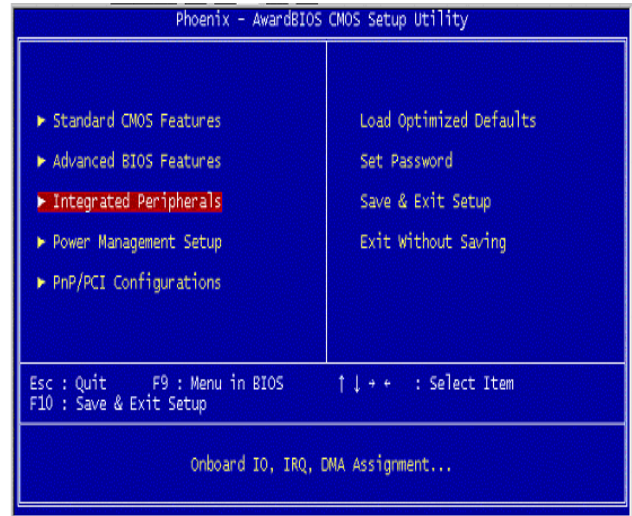 Phoenix - AwardBIOS CMOS Setup Utility
► Standard CMOS Features
► Advanced BIOS Features
► Integrated Peripherals
► Power Management Setup
► PnP/PCI Configurations
Load Optimized Defaults
Set Password
Save & Exit Setup
Exit Without Saving
Esc : Quit F9 : Menu in BIOS ↑ ↓ → ← : Select Item
F10 : Save & Exit Setup
Onboard IO, IRQ, DMA Assignment...